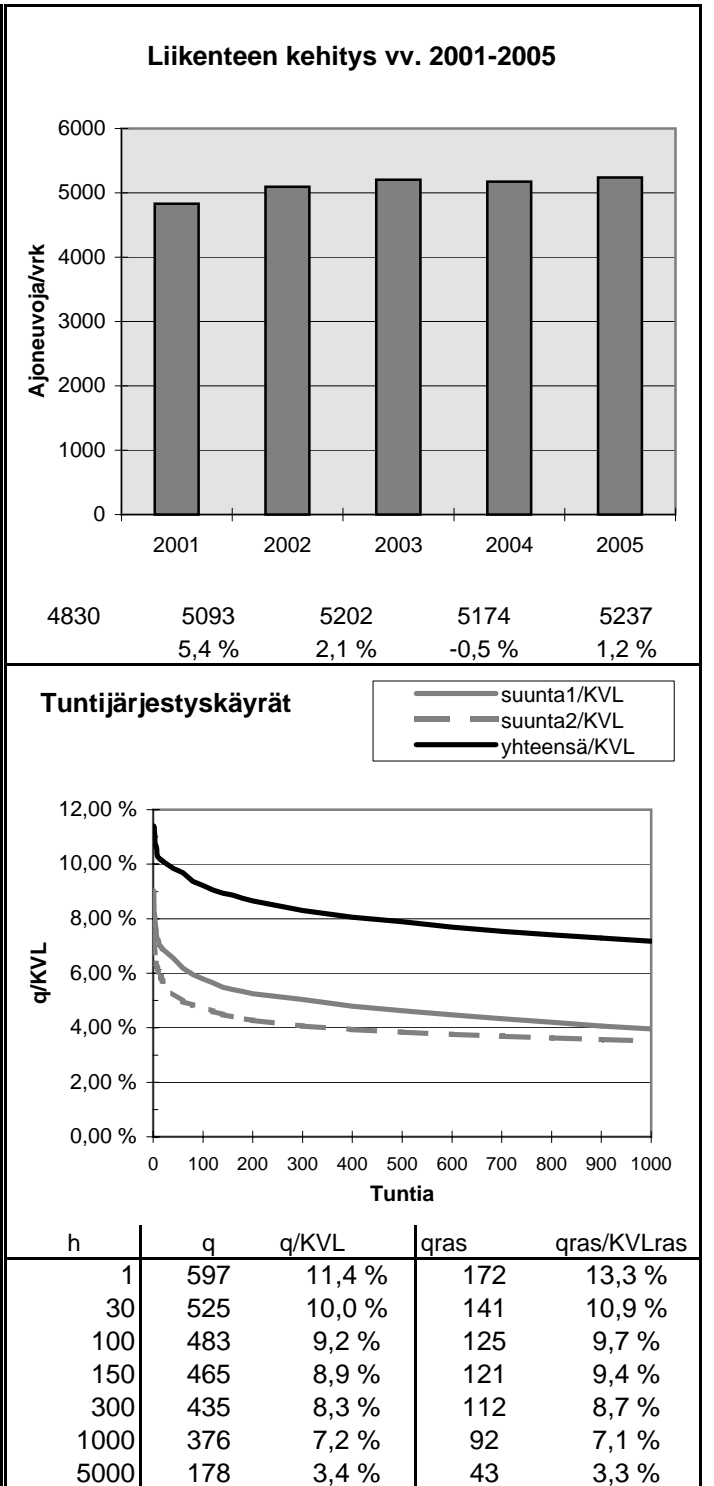 Liikenteen kehitys vv. 2001-2005
Ajoneuvoja/vrk
6000
5000
4000
3000
2000
1000
0
2001 2002 2003 2004 2005
4830 5093 5202 5174 5237
5,4 % 2,1 % -0,5 % 1,2 %
Tuntijärjestyskäyrät
suunta1/KVL
suunta2/KVL
yhteensä/KVL
q/KVL
12,00 %
10,00 %
8,00 %
6,00 %
4,00 %
2,00 %
0,00 %
0 100 200 300 400 500 600 700 800 900 1000
Tuntia
h q q/KVL qras qras/KVLras
1 597 11,4 % 172 13,3 %
30 525 10,0 % 141 10,9 %
100 483 9,2 % 125 9,7 %
150 465 8,9 % 121 9,4 %
300 435 8,3 % 112 8,7 %
1000 376 7,2 % 92 7,1 %
5000 178 3,4 % 43 3,3 %